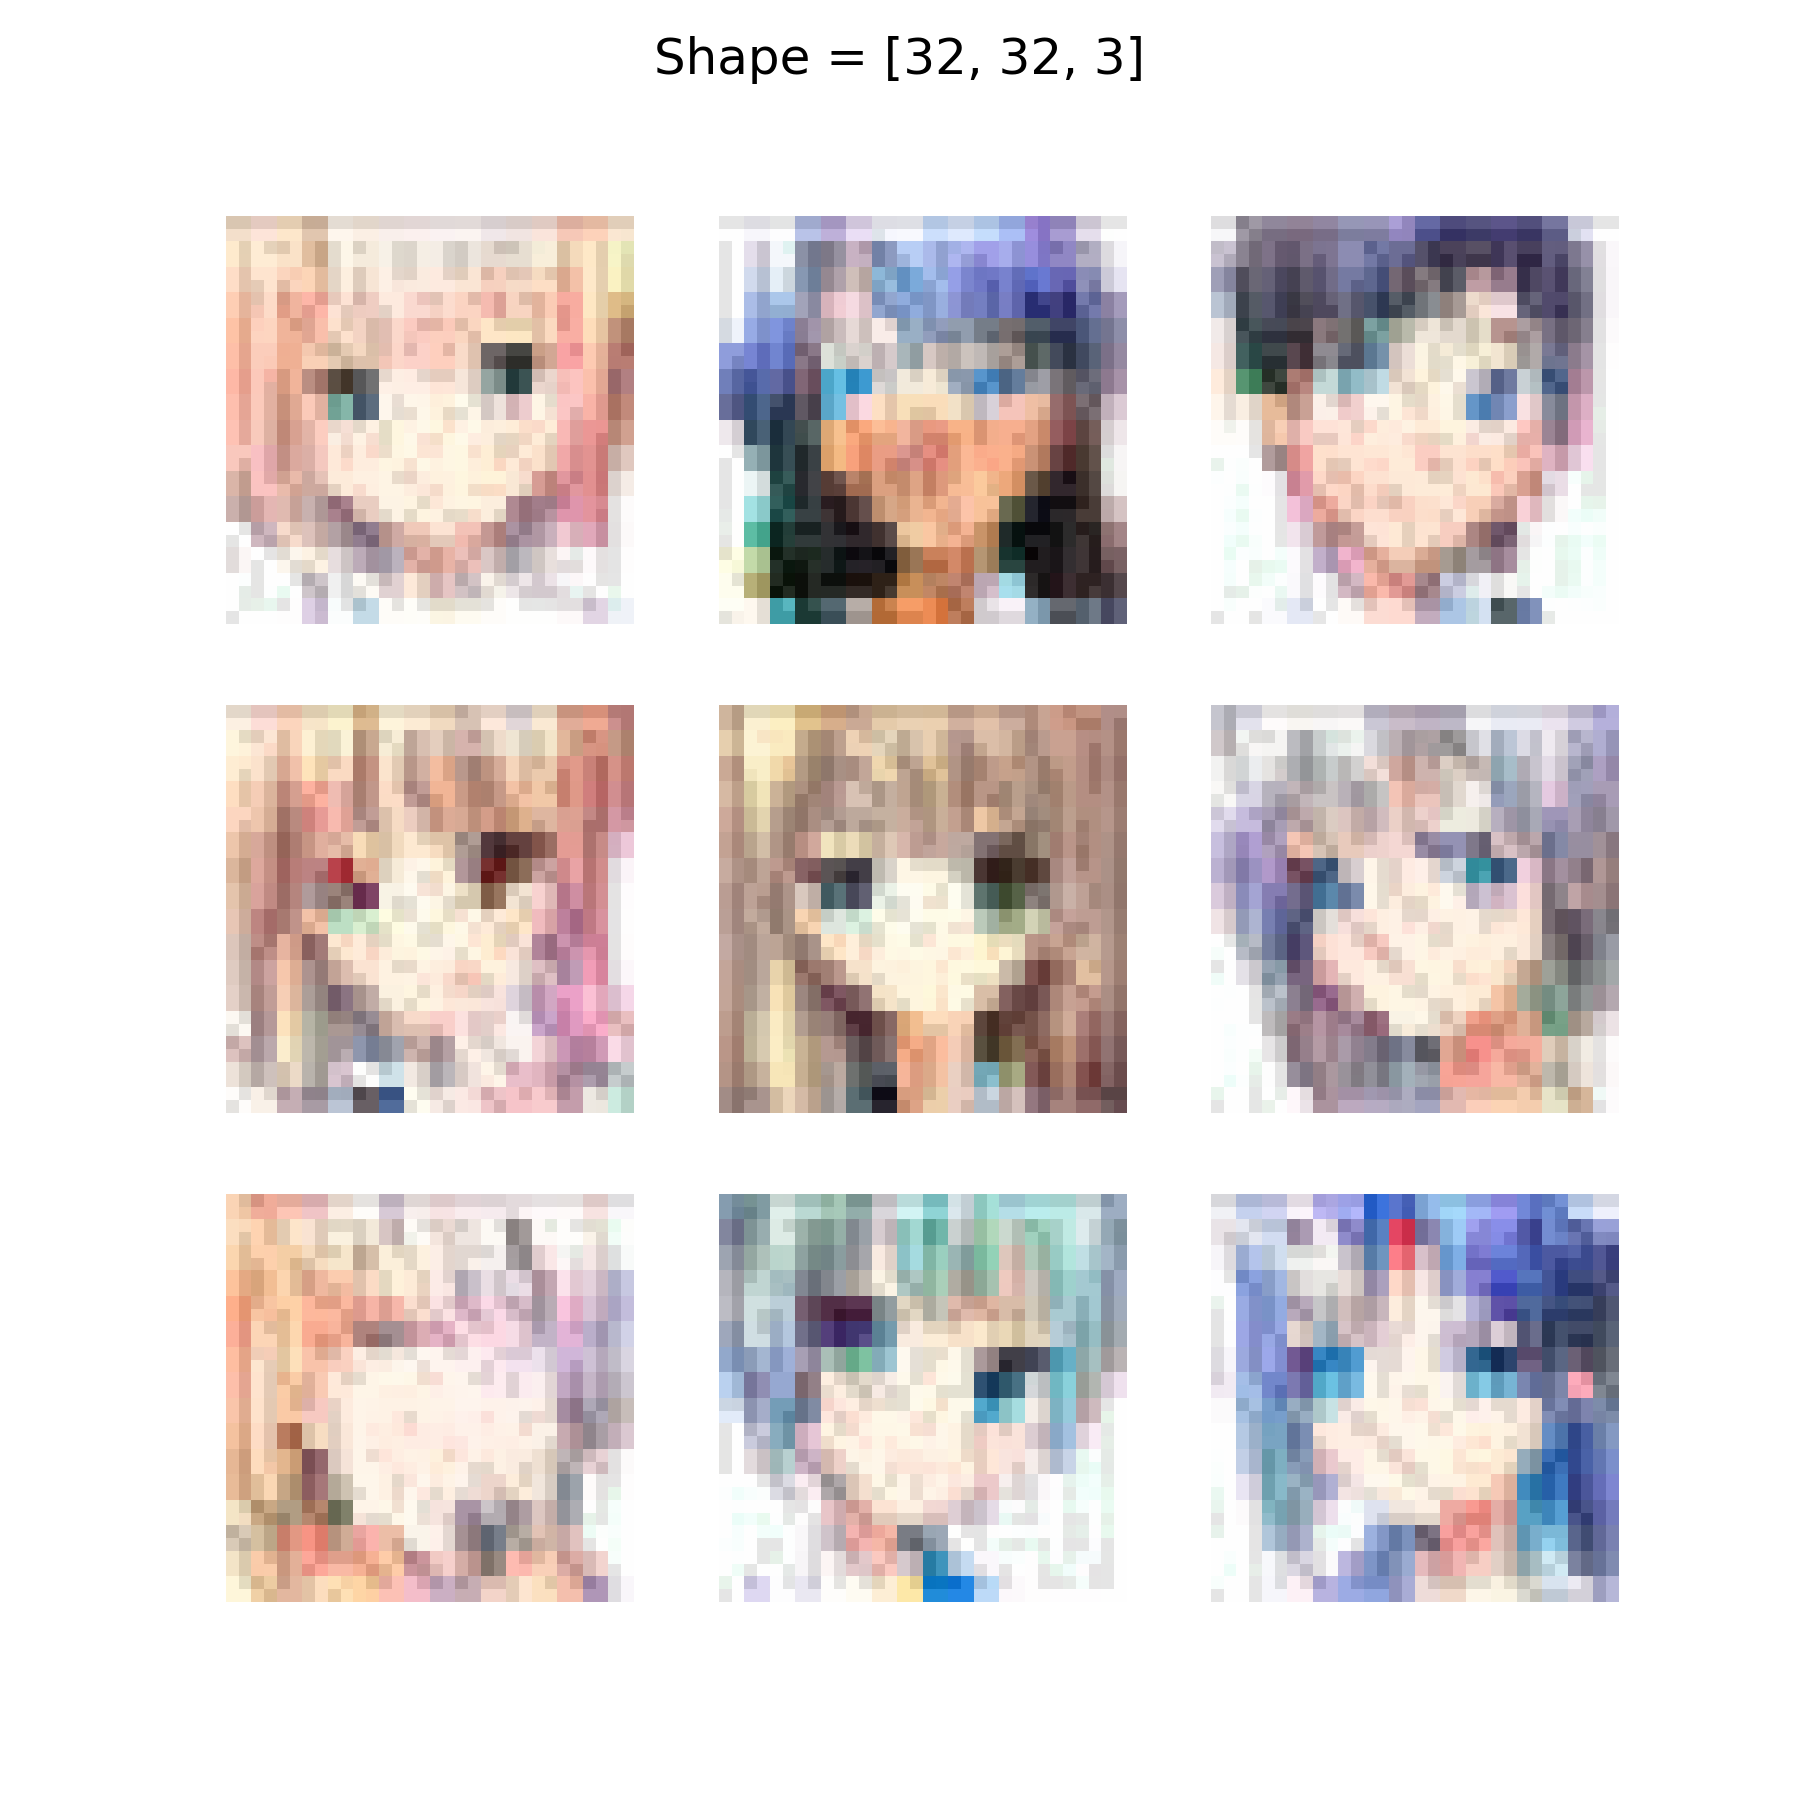 Shape = [32, 32, 3]